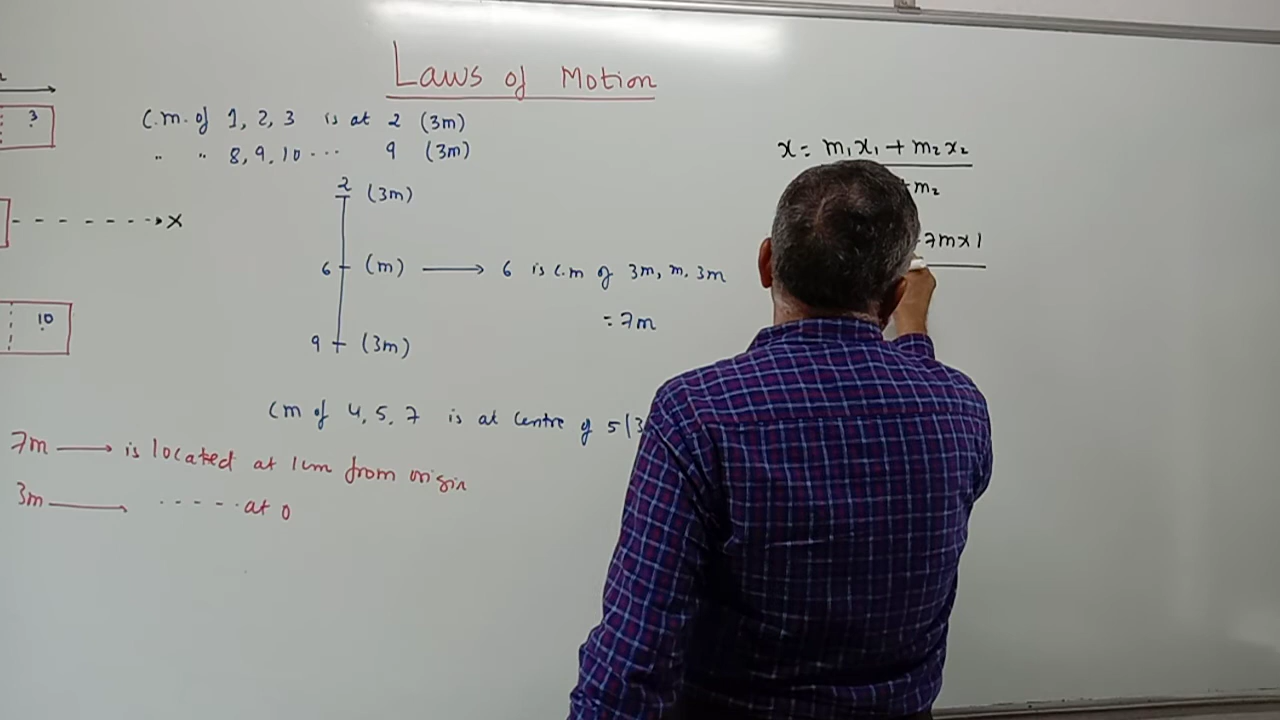 Laws of Motion
3
C.m. of 1, 2, 3 is at 2 (3m)
" " 8, 9, 10 ... 9 (3m)
x = m₁x₁ + m₂x₂
+ m₂
2 (3m)
x
7m x 1
6 (m) → 6 is C.m of 3m, m, 3m
= 7m
10
9 (3m)
Cm of 4, 5, 7 is at Centre of 5 (3
7m → is located at 1cm from origin
3m → ..... at 0